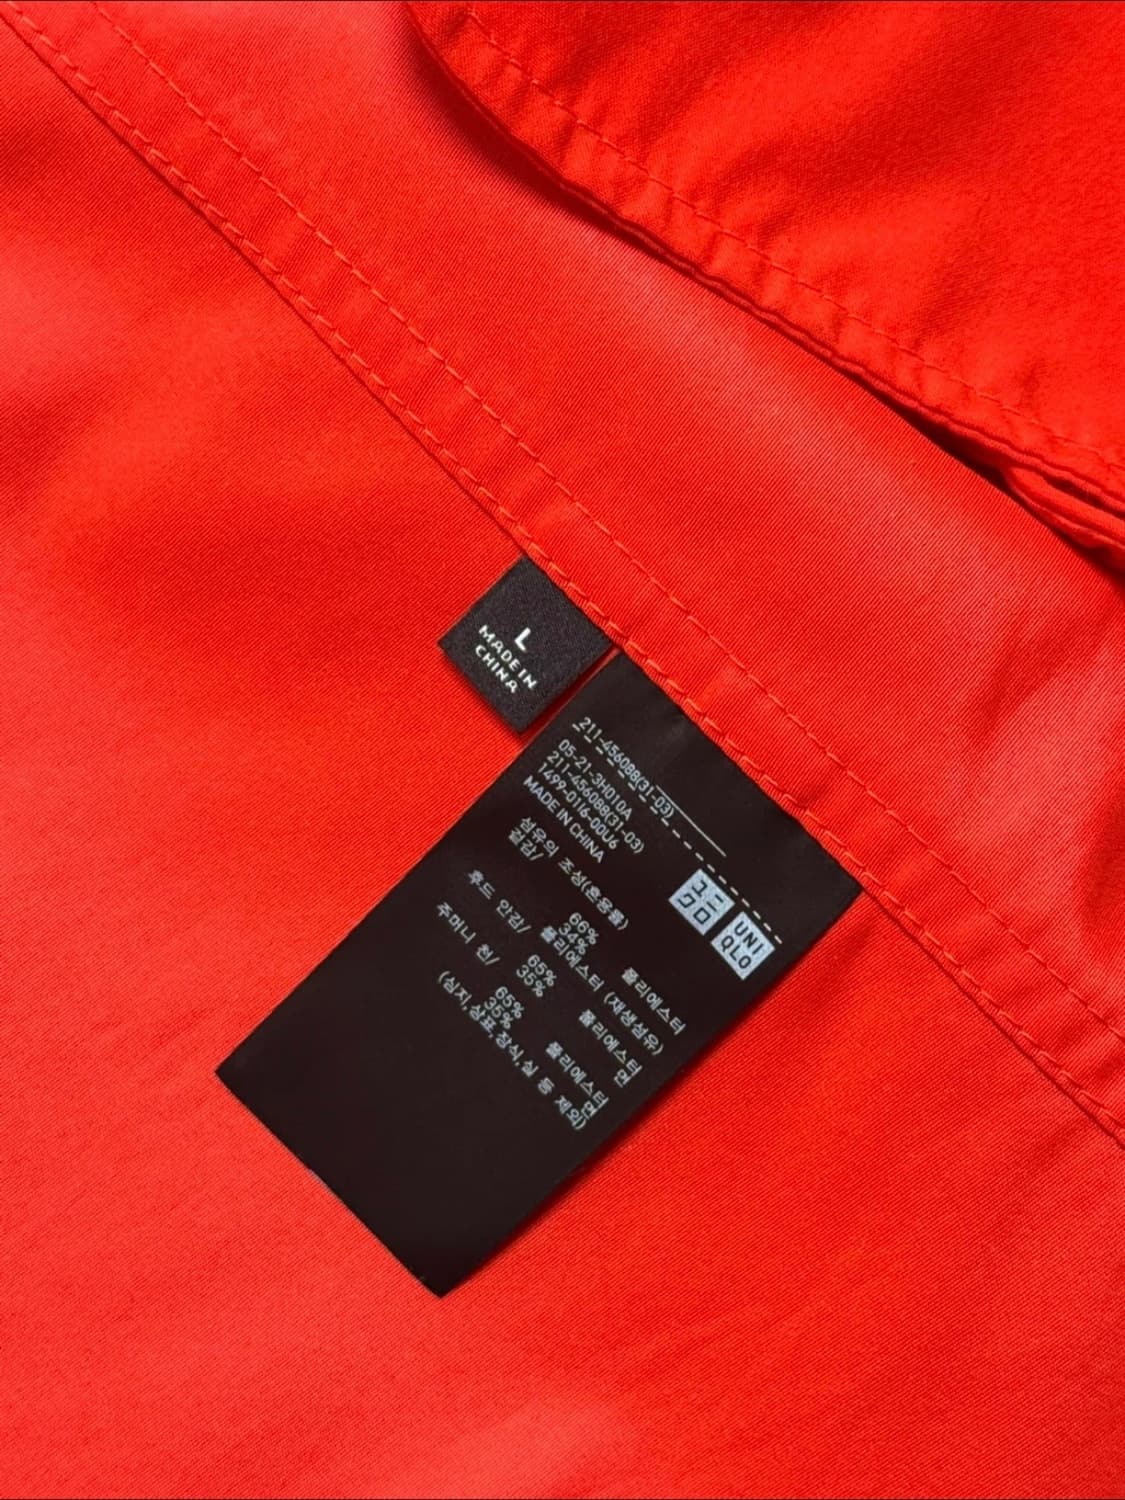 L
MADE IN
CHINA
211-456088(31-03)
05-21-3H010A
211-456088(31-03)
1499-0116-00U6
MADE IN CHINA
ユニ
クロ
UNI
QLO
섬유의 조성(혼용률)
겉감/ 66% 폴리에스터
34% 폴리에스터 (재생섬유)
후드 안감/ 65% 폴리에스터
35% 면
주머니 천/ 65% 폴리에스터
35% 면
(심지,상표,장식,실 등 제외)